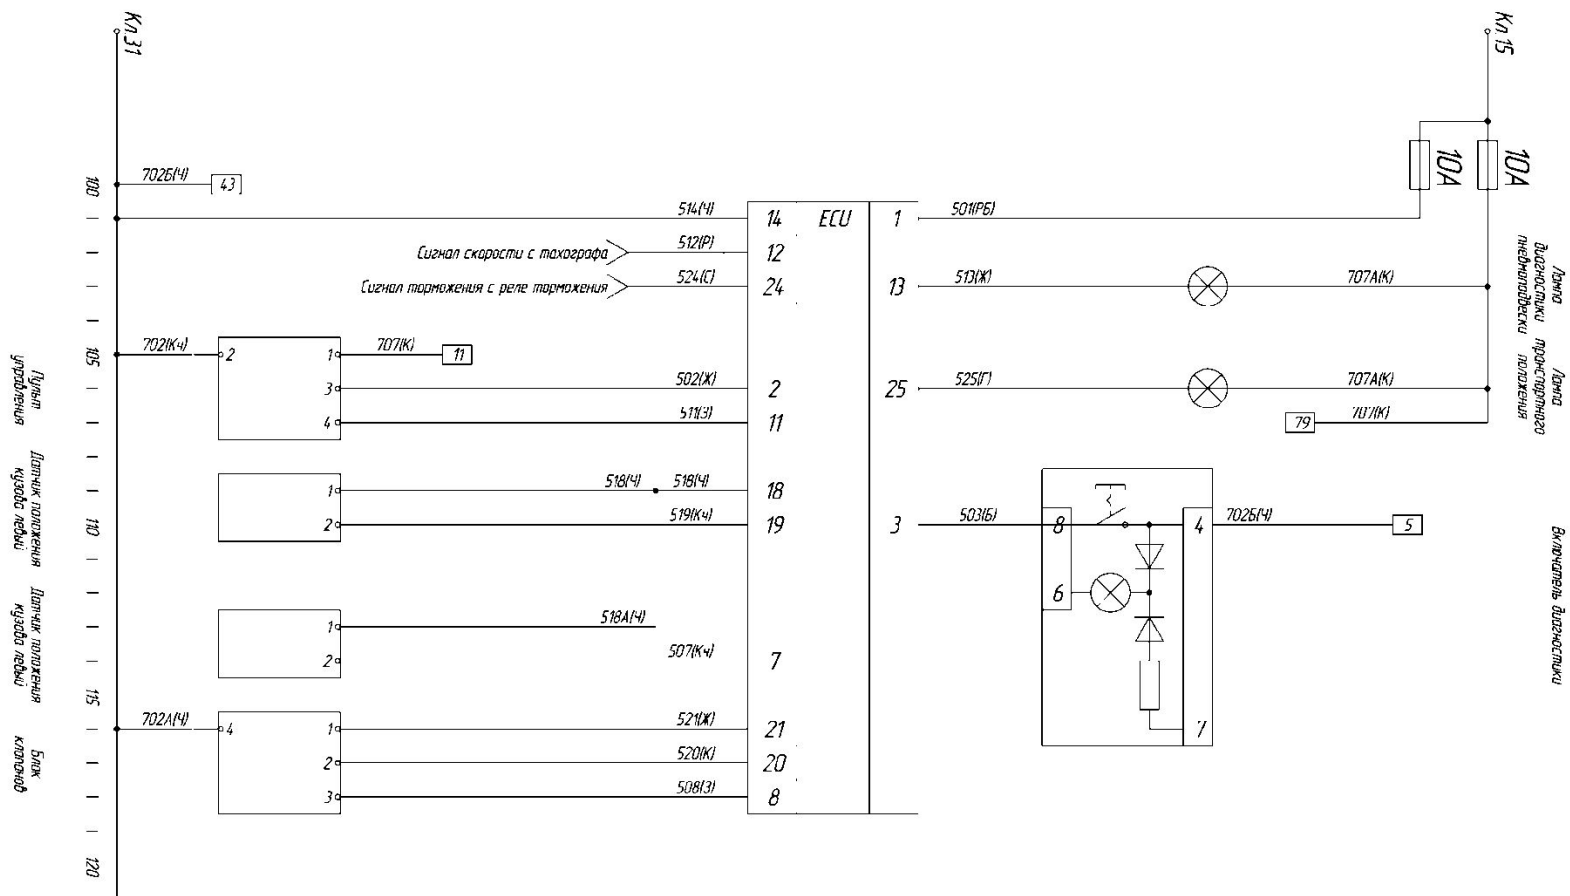 Кл.31
Кл.15
10А
10А
702Б(Ч)
43
100
514(Ч)
14
ECU
1
501(РБ)
Сигнал скорости с тахографа
512(Р)
12
Сигнал торможения с реле торможения
524(С)
24
13
513(Ж)
707А(К)
Лампа
диагностики
пневмоподвески
105
702(Кч)
2
1
707(К)
11
3
502(Ж)
2
25
525(Г)
707А(К)
Лампа
транспортного
положения
4
511(З)
11
79
707(К)
Пульт
управления
1
518(Ч)
518(Ч)
18
110
2
519(Кч)
19
3
503(Б)
8
4
702Б(Ч)
5
Датчик положения
кузова левый
6
Включатель диагностики
1
518А(Ч)
2
507(Кч)
7
Датчик положения
кузова левый
115
702А(Ч)
4
1
521(Ж)
21
7
2
520(К)
20
3
508(З)
8
Блок
клапанов
120